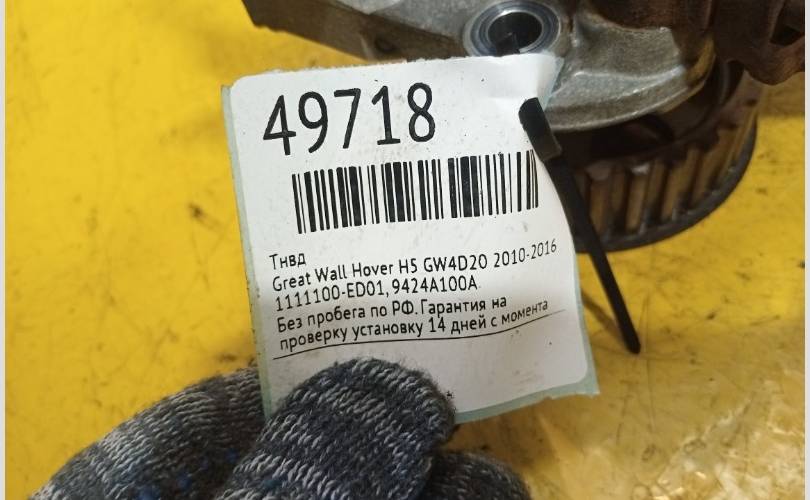 49718
Тнвд
Great Wall Hover H5 GW4D20 2010-2016
1111100-ED01, 9424A100A
Без пробега по РФ. Гарантия на
проверку установку 14 дней с момента